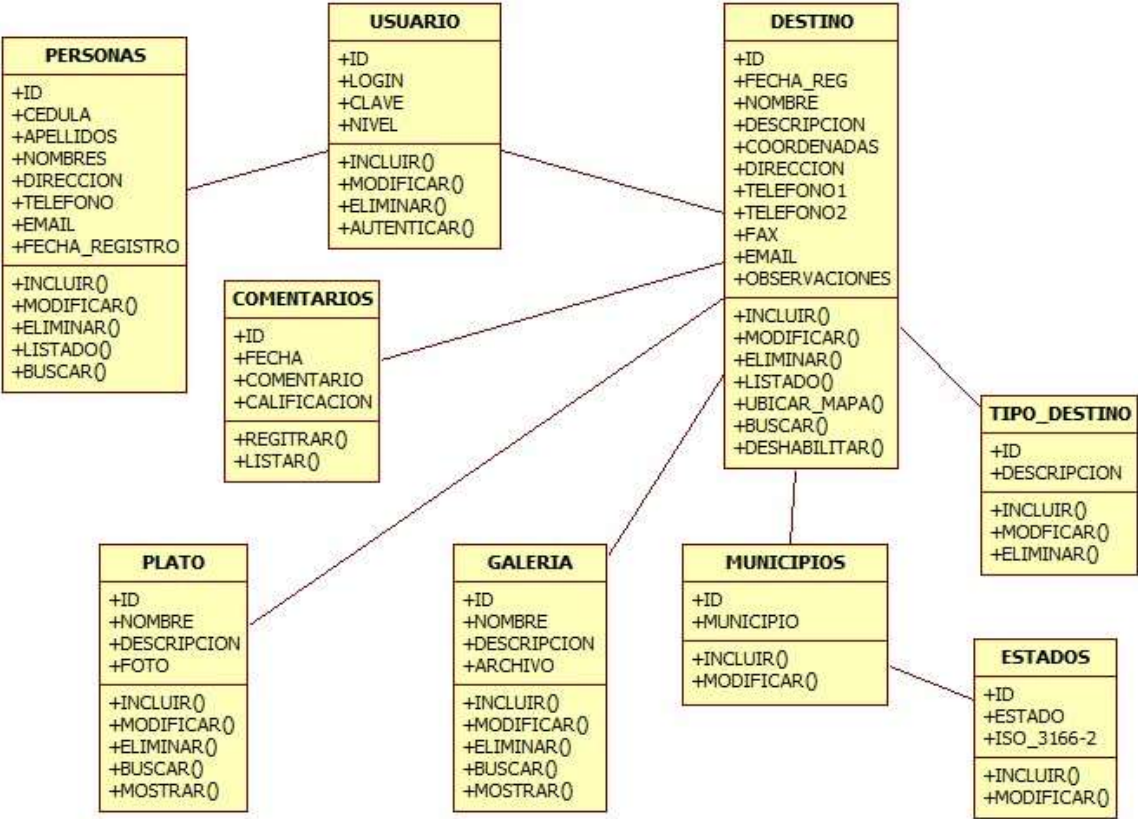 PERSONAS
+ID
+CEDULA
+APELLIDOS
+NOMBRES
+DIRECCION
+TELEFONO
+EMAIL
+FECHA_REGISTRO
+INCLUIR()
+MODIFICAR()
+ELIMINAR()
+LISTADO()
+BUSCAR()
USUARIO
+ID
+LOGIN
+CLAVE
+NIVEL
+INCLUIR()
+MODIFICAR()
+ELIMINAR()
+AUTENTICAR()
DESTINO
+ID
+FECHA_REG
+NOMBRE
+DESCRIPCION
+COORDENADAS
+DIRECCION
+TELEFONO1
+TELEFONO2
+FAX
+EMAIL
+OBSERVACIONES
+INCLUIR()
+MODIFICAR()
+ELIMINAR()
+LISTADO()
+UBICAR_MAPA()
+BUSCAR()
+DESHABILITAR()
COMENTARIOS
+ID
+FECHA
+COMENTARIO
+CALIFICACION
+REGITRAR()
+LISTAR()
TIPO_DESTINO
+ID
+DESCRIPCION
+INCLUIR()
+MODFICAR()
+ELIMINAR()
PLATO
+ID
+NOMBRE
+DESCRIPCION
+FOTO
+INCLUIR()
+MODIFICAR()
+ELIMINAR()
+BUSCAR()
+MOSTRAR()
GALERIA
+ID
+NOMBRE
+DESCRIPCION
+ARCHIVO
+INCLUIR()
+MODIFICAR()
+ELIMINAR()
+BUSCAR()
+MOSTRAR()
MUNICIPIOS
+ID
+MUNICIPIO
+INCLUIR()
+MODIFICAR()
ESTADOS
+ID
+ESTADO
+ISO_3166-2
+INCLUIR()
+MODIFICAR()